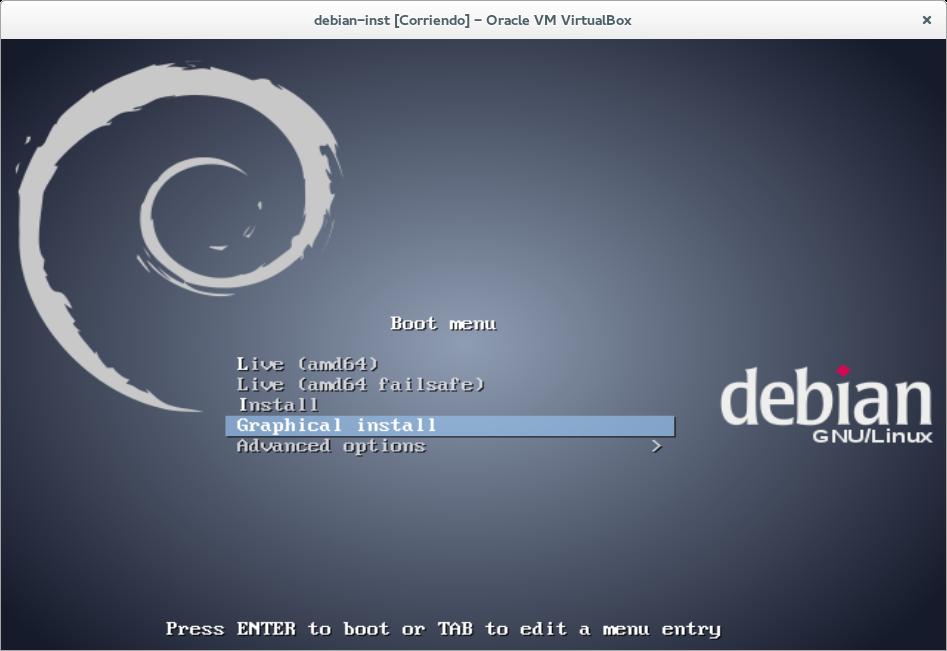 debian-inst [Corriendo] - Oracle VM VirtualBox
Boot menu
Live (amd64)
Live (amd64 failsafe)
Install
Graphical install
Advanced options >
debian
GNU/Linux
Press ENTER to boot or TAB to edit a menu entry